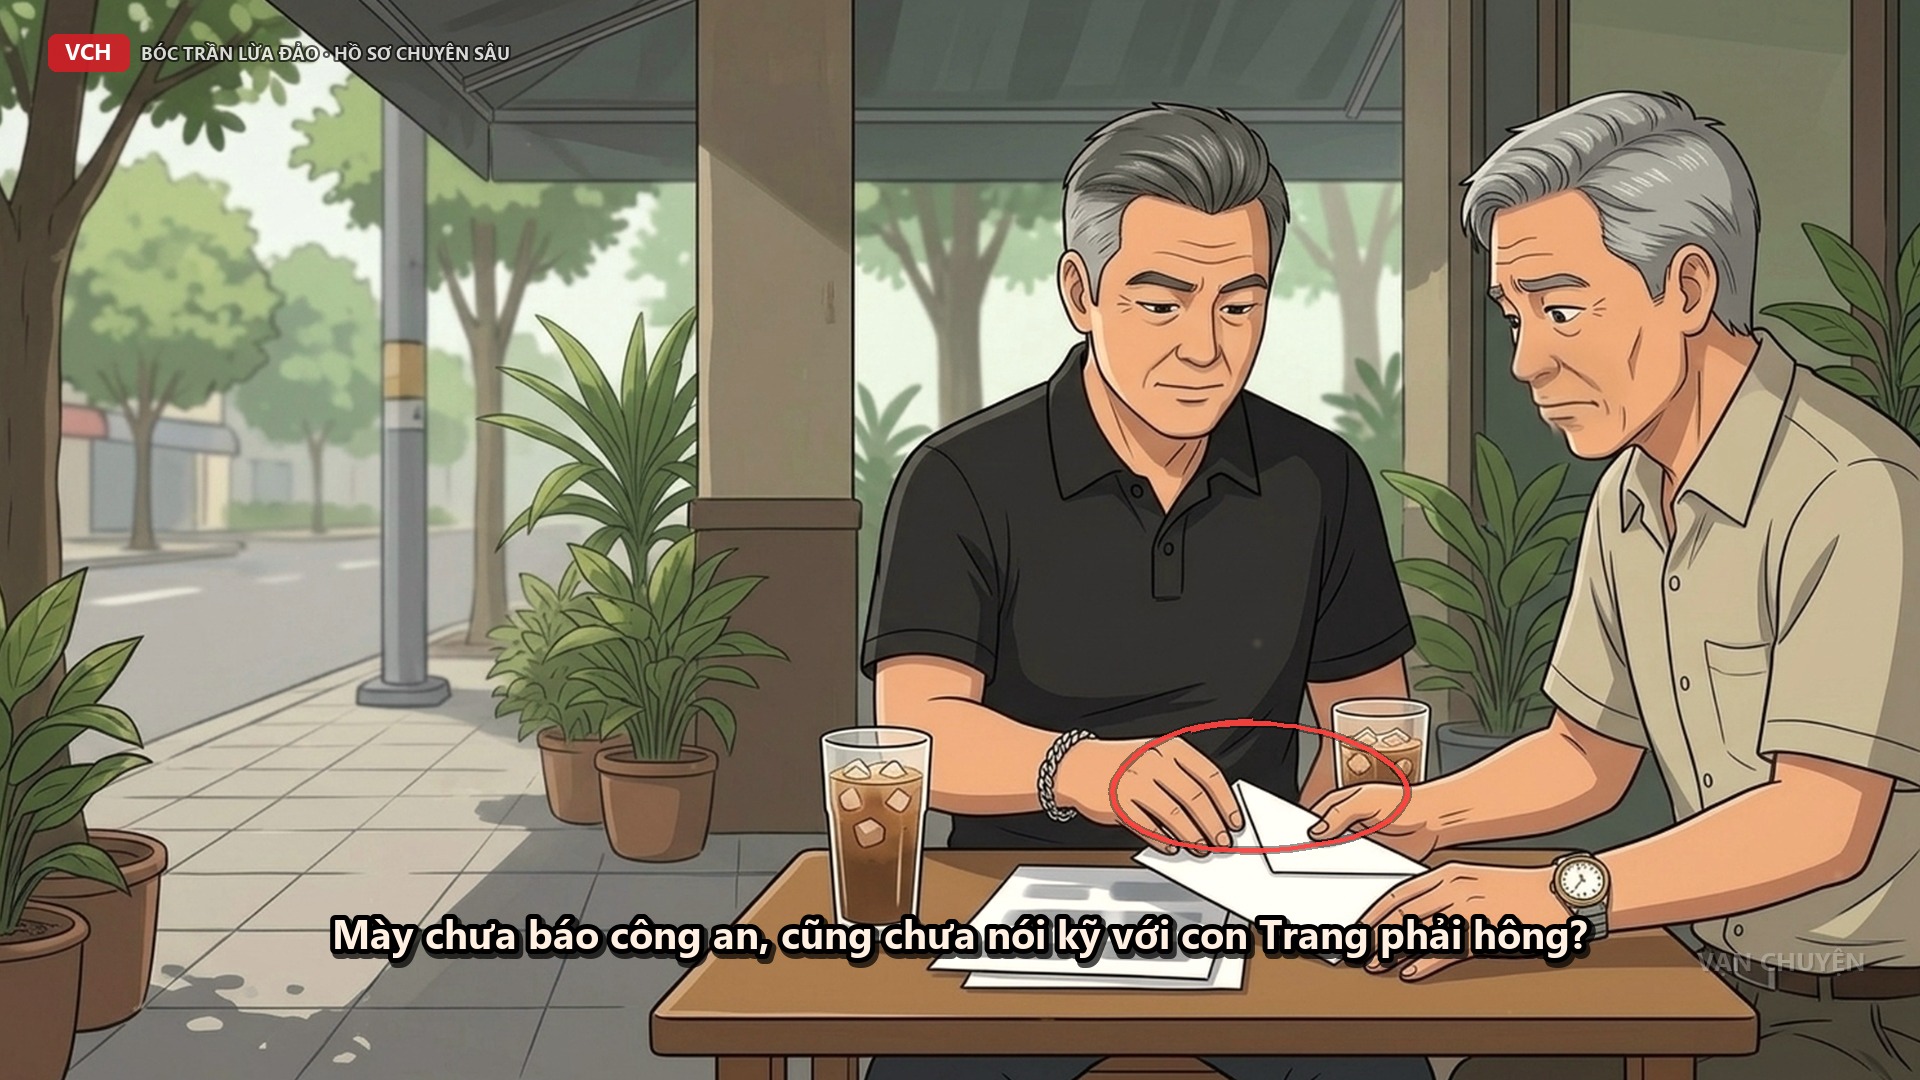 VCH BÓC TRẦN LỪA ĐẢO · HỒ SƠ CHUYÊN SÂU
Mày chưa báo công an, cũng chưa nói kỹ với con Trang phải hông?
VẠN CHUYỆN